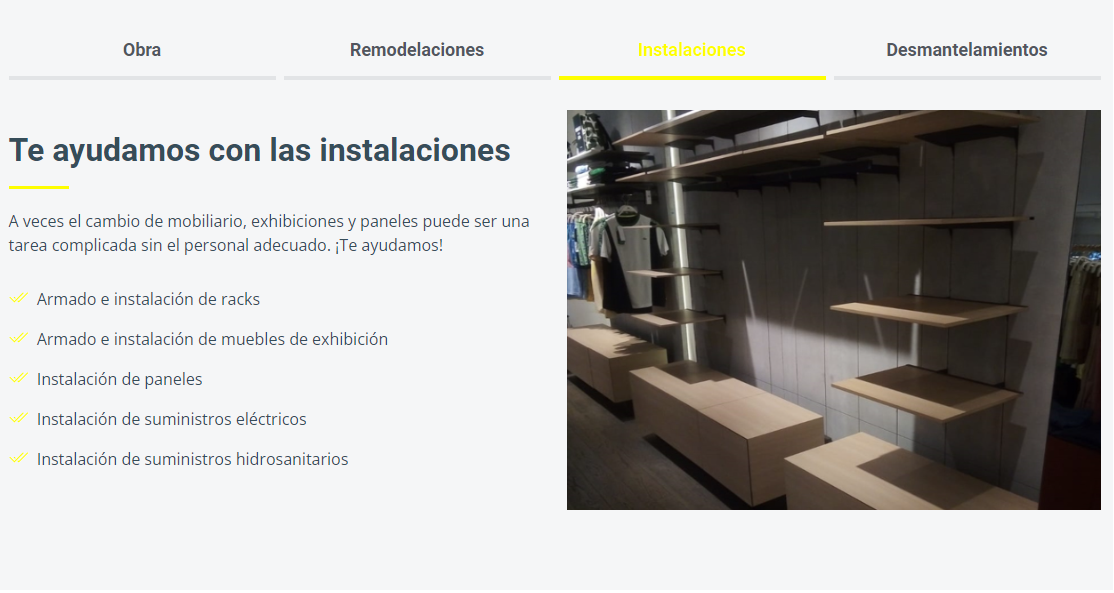 Obra
Remodelaciones
Instalaciones
Desmantelamientos
Te ayudamos con las instalaciones
A veces el cambio de mobiliario, exhibiciones y paneles puede ser una
tarea complicada sin el personal adecuado. ¡Te ayudamos!
Armado e instalación de racks
Armado e instalación de muebles de exhibición
Instalación de paneles
Instalación de suministros eléctricos
Instalación de suministros hidrosanitarios